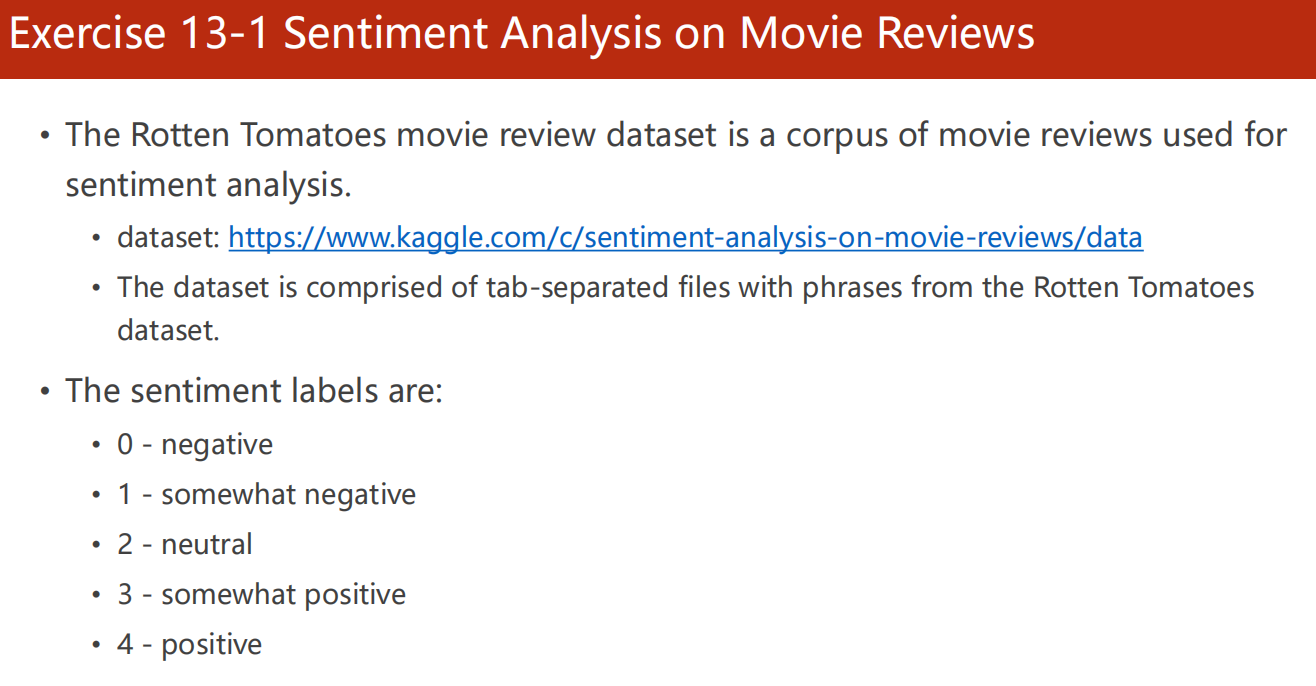 Exercise 13-1 Sentiment Analysis on Movie Reviews
• The Rotten Tomatoes movie review dataset is a corpus of movie reviews used for
sentiment analysis.
• dataset: https://www.kaggle.com/c/sentiment-analysis-on-movie-reviews/data
• The dataset is comprised of tab-separated files with phrases from the Rotten Tomatoes
dataset.
• The sentiment labels are:
• 0 - negative
• 1 - somewhat negative
• 2 - neutral
• 3 - somewhat positive
• 4 - positive